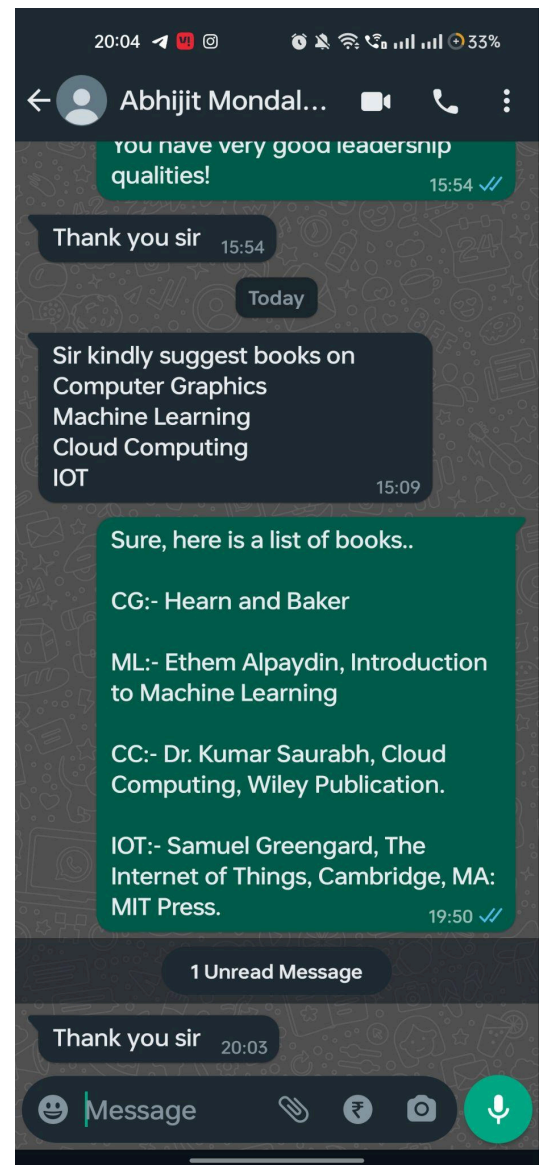 20:04 33%
Abhijit Mondal...
You have very good leadership
qualities!
15:54
Thank you sir 15:54
Today
Sir kindly suggest books on
Computer Graphics
Machine Learning
Cloud Computing
IOT 15:09
Sure, here is a list of books..
CG:- Hearn and Baker
ML:- Ethem Alpaydin, Introduction
to Machine Learning
CC:- Dr. Kumar Saurabh, Cloud
Computing, Wiley Publication.
IOT:- Samuel Greengard, The
Internet of Things, Cambridge, MA:
MIT Press. 19:50
1 Unread Message
Thank you sir 20:03
Message